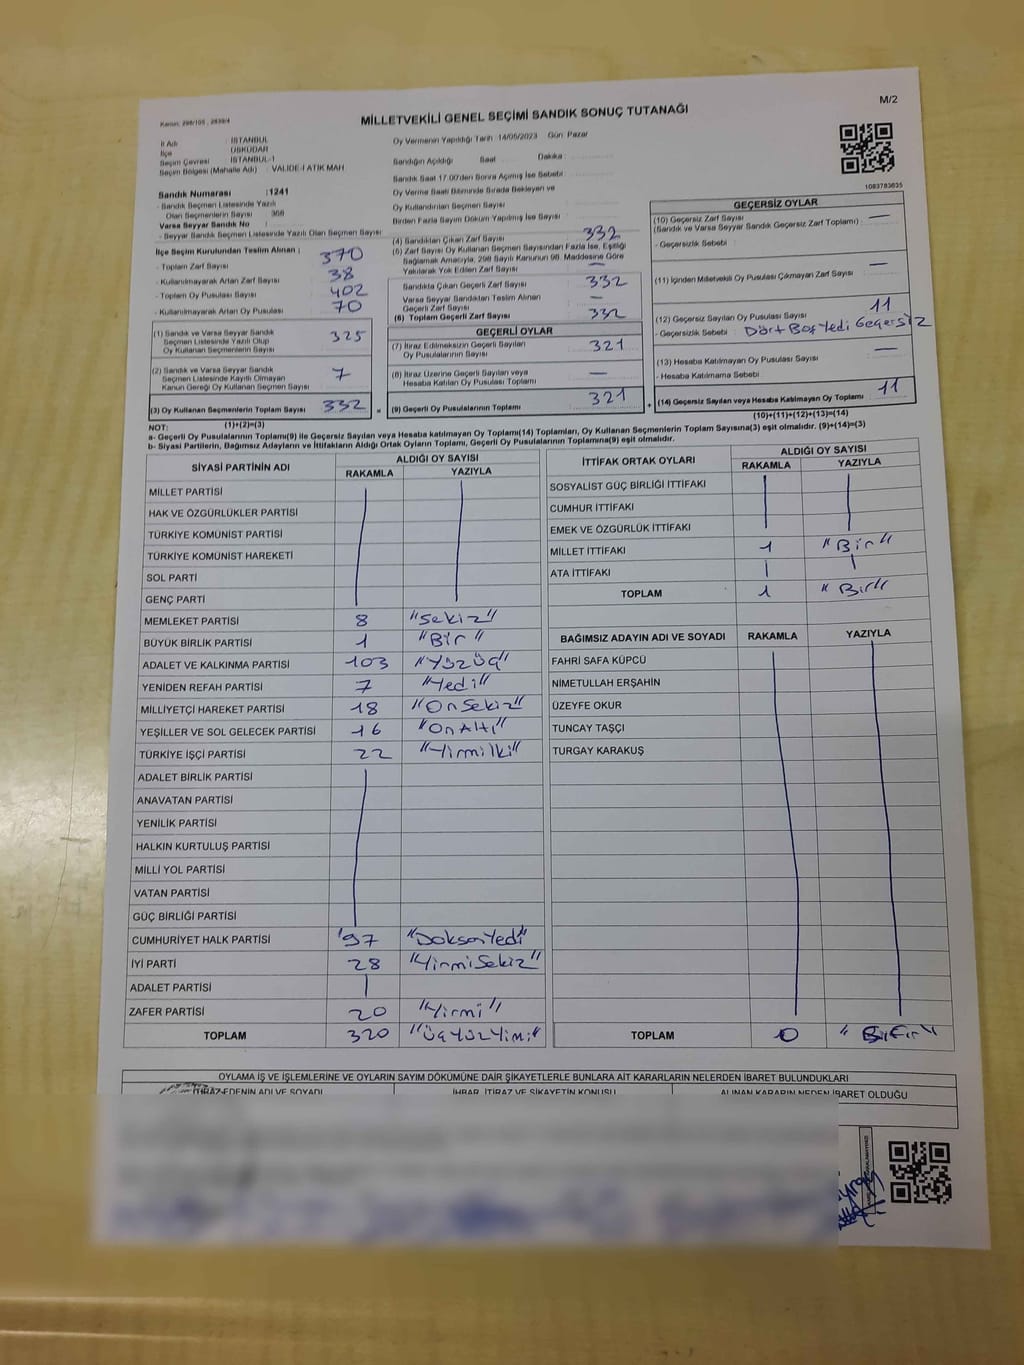 Kanun: 298/105 , 2839/4
MİLLETVEKİLİ GENEL SEÇİMİ SANDIK SONUÇ TUTANAĞI
M/2
İl Adı : İSTANBUL
İlçe : ÜSKÜDAR
Seçim Çevresi : İSTANBUL-1
Seçim Bölgesi (Mahalle Adı) : VALİDE-İ ATİK MAH
Sandık Numarası :1241
- Sandık Seçmen Listesinde Yazılı
Olan Seçmenlerin Sayısı : 368
Varsa Seyyar Sandık No :
- Seyyar Sandık Seçmen Listesinde Yazılı Olan Seçmen Sayısı
İlçe Seçim Kurulundan Teslim Alınan ;
- Toplam Zarf Sayısı 370
- Kullanılmayarak Artan Zarf Sayısı 38
- Toplam Oy Pusulası Sayısı 402
- Kullanılmayarak Artan Oy Pusulası 70
(1) Sandık ve Varsa Seyyar Sandık
Seçmen Listesinde Yazılı Olup
Oy Kullanan Seçmenlerin Sayısı 325
(2) Sandık ve Varsa Seyyar Sandık
Seçmen Listesinde Kayıtlı Olmayan
Kanun Gereği Oy Kullanan Seçmen Sayısı 7
(3) Oy Kullanan Seçmenlerin Toplam Sayısı 332
(1)+(2)=(3)
Oy Vermenin Yapıldığı Tarih :14/05/2023 Gün: Pazar
Sandığın Açıldığı Saat Dakika :
Sandık Saat 17.00'den Sonra Açılmış İse Sebebi
Oy Verme Saati Bitiminde Sırada Bekleyen ve
Oy Kullandırılan Seçmen Sayısı
Birden Fazla Sayım Döküm Yapılmış İse Sayısı
(4) Sandıktan Çıkan Zarf Sayısı 332
(5) Zarf Sayısı Oy Kullanan Seçmen Sayısından Fazla İse, Eşitliği
Sağlamak Amacıyla, 298 Sayılı Kanunun 98. Maddesine Göre
Yakılarak Yok Edilen Zarf Sayısı —
Sandıkta Çıkan Geçerli Zarf Sayısı 332
Varsa Seyyar Sandıktan Teslim Alınan
Geçerli Zarf Sayısı —
(6) Toplam Geçerli Zarf Sayısı 332
GEÇERLİ OYLAR
(7) İtiraz Edilmeksizin Geçerli Sayılan
Oy Pusulalarının Sayısı 321
(8) İtiraz Üzerine Geçerli Sayılan veya
Hesaba Katılan Oy Pusulası Toplamı —
= (9) Geçerli Oy Pusulalarının Toplamı 321
1083783835
GEÇERSİZ OYLAR
(10) Geçersiz Zarf Sayısı —
(Sandık ve Varsa Seyyar Sandık Geçersiz Zarf Toplamı) :
- Geçersizlik Sebebi :
(11) İçinden Milletvekili Oy Pusulası Çıkmayan Zarf Sayısı —
(12) Geçersiz Sayılan Oy Pusulası Sayısı 11
- Geçersizlik Sebebi : Dört Boş Yedi Geçersiz
(13) Hesaba Katılmayan Oy Pusulası Sayısı —
- Hesaba Katılmama Sebebi
+ (14) Geçersiz Sayılan veya Hesaba Katılmayan Oy Toplamı 11
(10)+(11)+(12)+(13)=(14)
NOT:
a- Geçerli Oy Pusulalarının Toplamı(9) ile Geçersiz Sayılan veya Hesaba katılmayan Oy Toplamı(14) Toplamları, Oy Kullanan Seçmenlerin Toplam Sayısına(3) eşit olmalıdır. (9)+(14)=(3)
b- Siyasi Partilerin, Bağımsız Adayların ve İttifakların Aldığı Ortak Oyların Toplamı, Geçerli Oy Pusulalarının Toplamına(9) eşit olmalıdır.
SİYASİ PARTİNİN ADI ALDIĞI OY SAYISI
RAKAMLA YAZIYLA
MİLLET PARTİSİ
HAK VE ÖZGÜRLÜKLER PARTİSİ
TÜRKİYE KOMÜNİST PARTİSİ
TÜRKİYE KOMÜNİST HAREKETİ
SOL PARTİ
GENÇ PARTİ
MEMLEKET PARTİSİ 8 "Sekiz"
BÜYÜK BİRLİK PARTİSİ 1 "Bir"
ADALET VE KALKINMA PARTİSİ 103 "Yüzüç"
YENİDEN REFAH PARTİSİ 7 "Yedi"
MİLLİYETÇİ HAREKET PARTİSİ 18 "OnSekiz"
YEŞİLLER VE SOL GELECEK PARTİSİ 16 "OnAltı"
TÜRKİYE İŞÇİ PARTİSİ 22 "Yirmiİki"
ADALET BİRLİK PARTİSİ
ANAVATAN PARTİSİ
YENİLİK PARTİSİ
HALKIN KURTULUŞ PARTİSİ
MİLLİ YOL PARTİSİ
VATAN PARTİSİ
GÜÇ BİRLİĞİ PARTİSİ
CUMHURİYET HALK PARTİSİ 97 "DoksanYedi"
İYİ PARTİ 28 "YirmiSekiz"
ADALET PARTİSİ
ZAFER PARTİSİ 20 "Yirmi"
TOPLAM 320 "ÜçYüzYimi"
İTTİFAK ORTAK OYLARI ALDIĞI OY SAYISI
RAKAMLA YAZIYLA
SOSYALİST GÜÇ BİRLİĞİ İTTİFAKI
CUMHUR İTTİFAKI
EMEK VE ÖZGÜRLÜK İTTİFAKI
MİLLET İTTİFAKI 1 "Bir"
ATA İTTİFAKI
TOPLAM 1 "Bir"
BAĞIMSIZ ADAYIN ADI VE SOYADI RAKAMLA YAZIYLA
FAHRİ SAFA KÜPCÜ
NİMETULLAH ERŞAHİN
ÜZEYFE OKUR
TUNCAY TAŞÇI
TURGAY KARAKUŞ
TOPLAM 0
OYLAMA İŞ VE İŞLEMLERİNE VE OYLARIN SAYIM DÖKÜMÜNE DAİR ŞİKAYETLERLE BUNLARA AİT KARARLARIN NELERDEN İBARET BULUNDUKLARI
İTİRAZ EDENİN ADI VE SOYADI İHBAR, İTİRAZ VE ŞİKAYETİN KONUSU ALINAN KARARIN NEDEN İBARET OLDUĞU